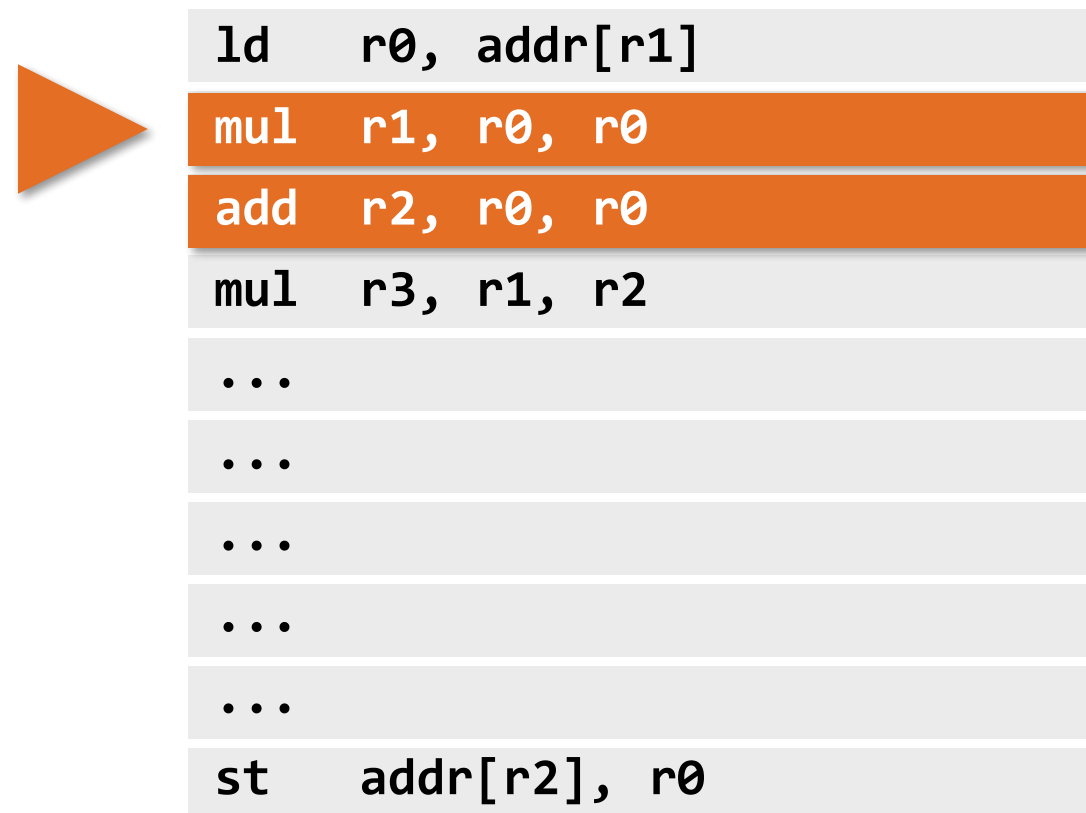 ld r0, addr[r1]
mul r1, r0, r0
add r2, r0, r0
mul r3, r1, r2
...
...
...
...
...
st addr[r2], r0